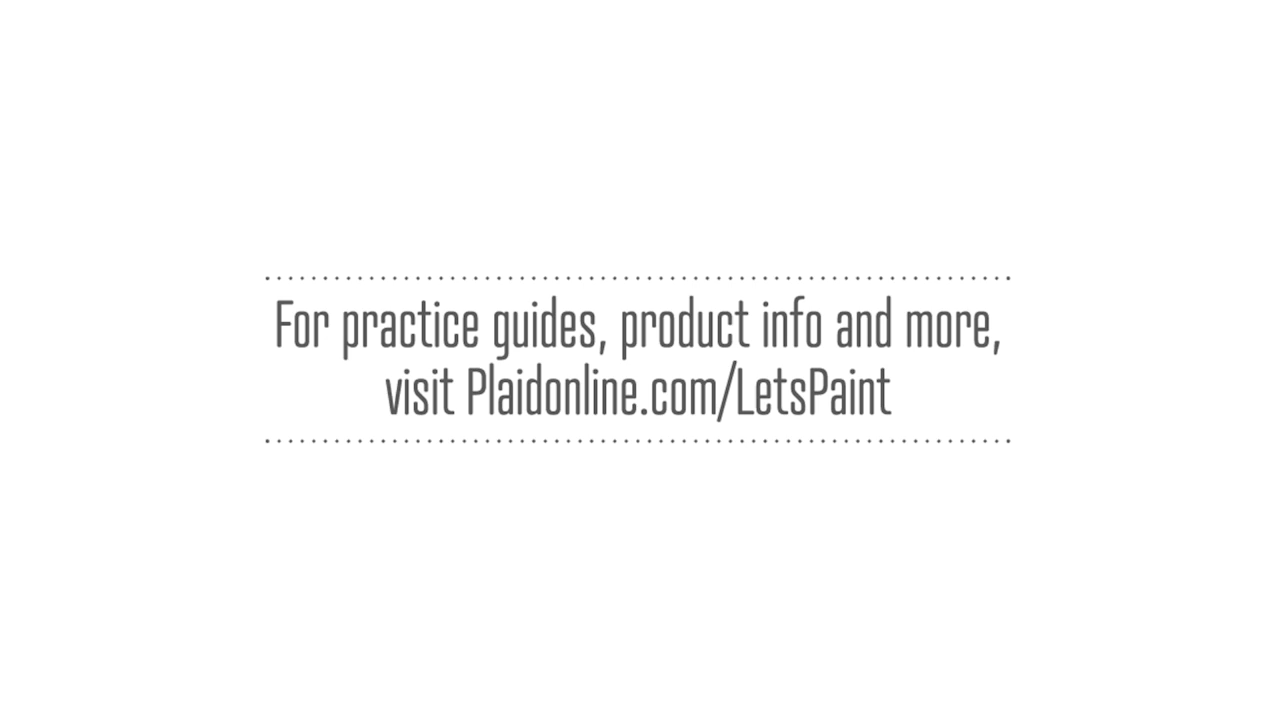 For practice guides, product info and more,
visit Plaidonline.com/LetsPaint